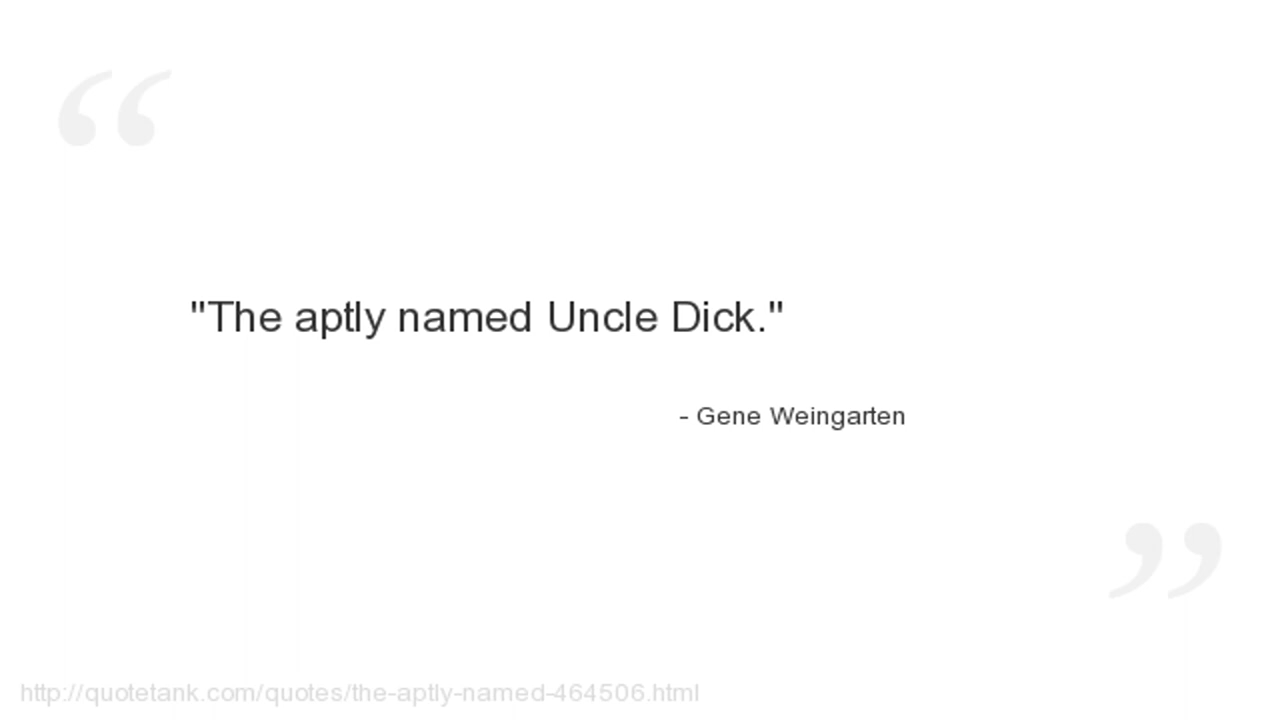 "The aptly named Uncle Dick."
- Gene Weingarten
http://quotetank.com/quotes/the-aptly-named-464506.html